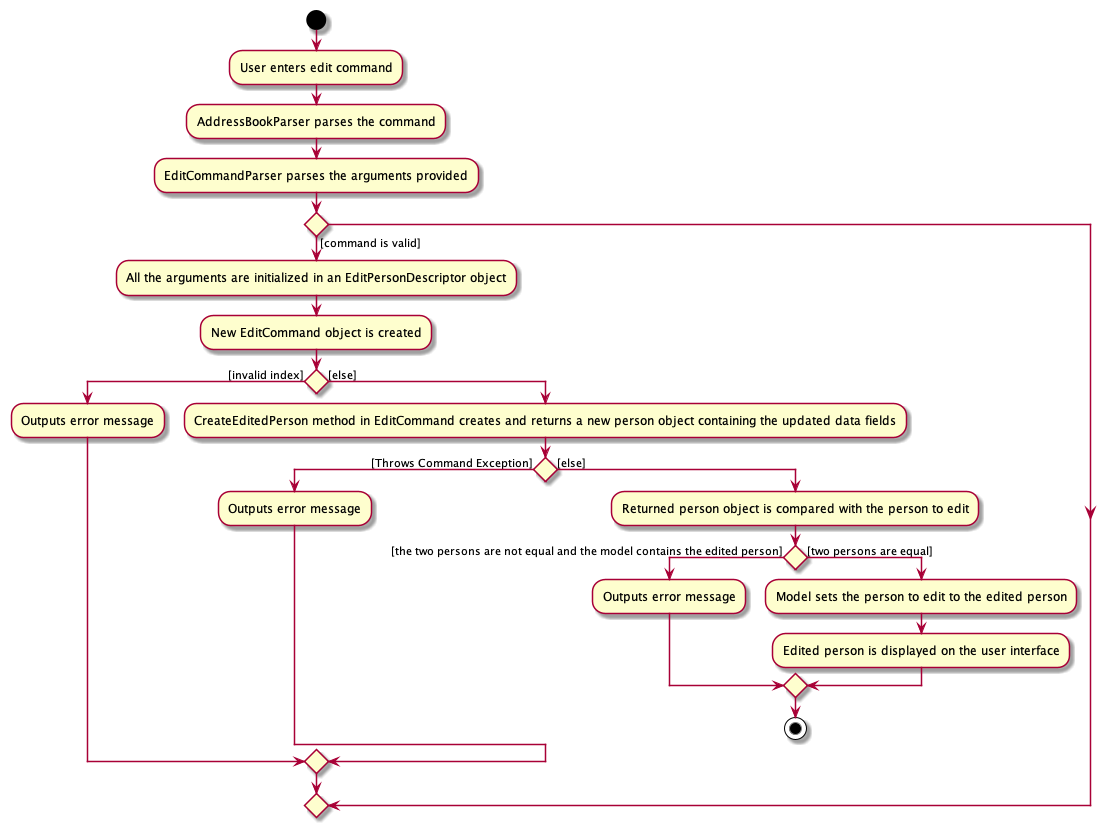 User enters edit command
AddressBookParser parses the command
EditCommandParser parses the arguments provided
[command is valid]
All the arguments are initialized in an EditPersonDescriptor object
New EditCommand object is created
[invalid index]
[else]
Outputs error message
CreateEditedPerson method in EditCommand creates and returns a new person object containing the updated data fields
[Throws Command Exception]
[else]
Outputs error message
Returned person object is compared with the person to edit
[the two persons are not equal and the model contains the edited person]
[two persons are equal]
Outputs error message
Model sets the person to edit to the edited person
Edited person is displayed on the user interface